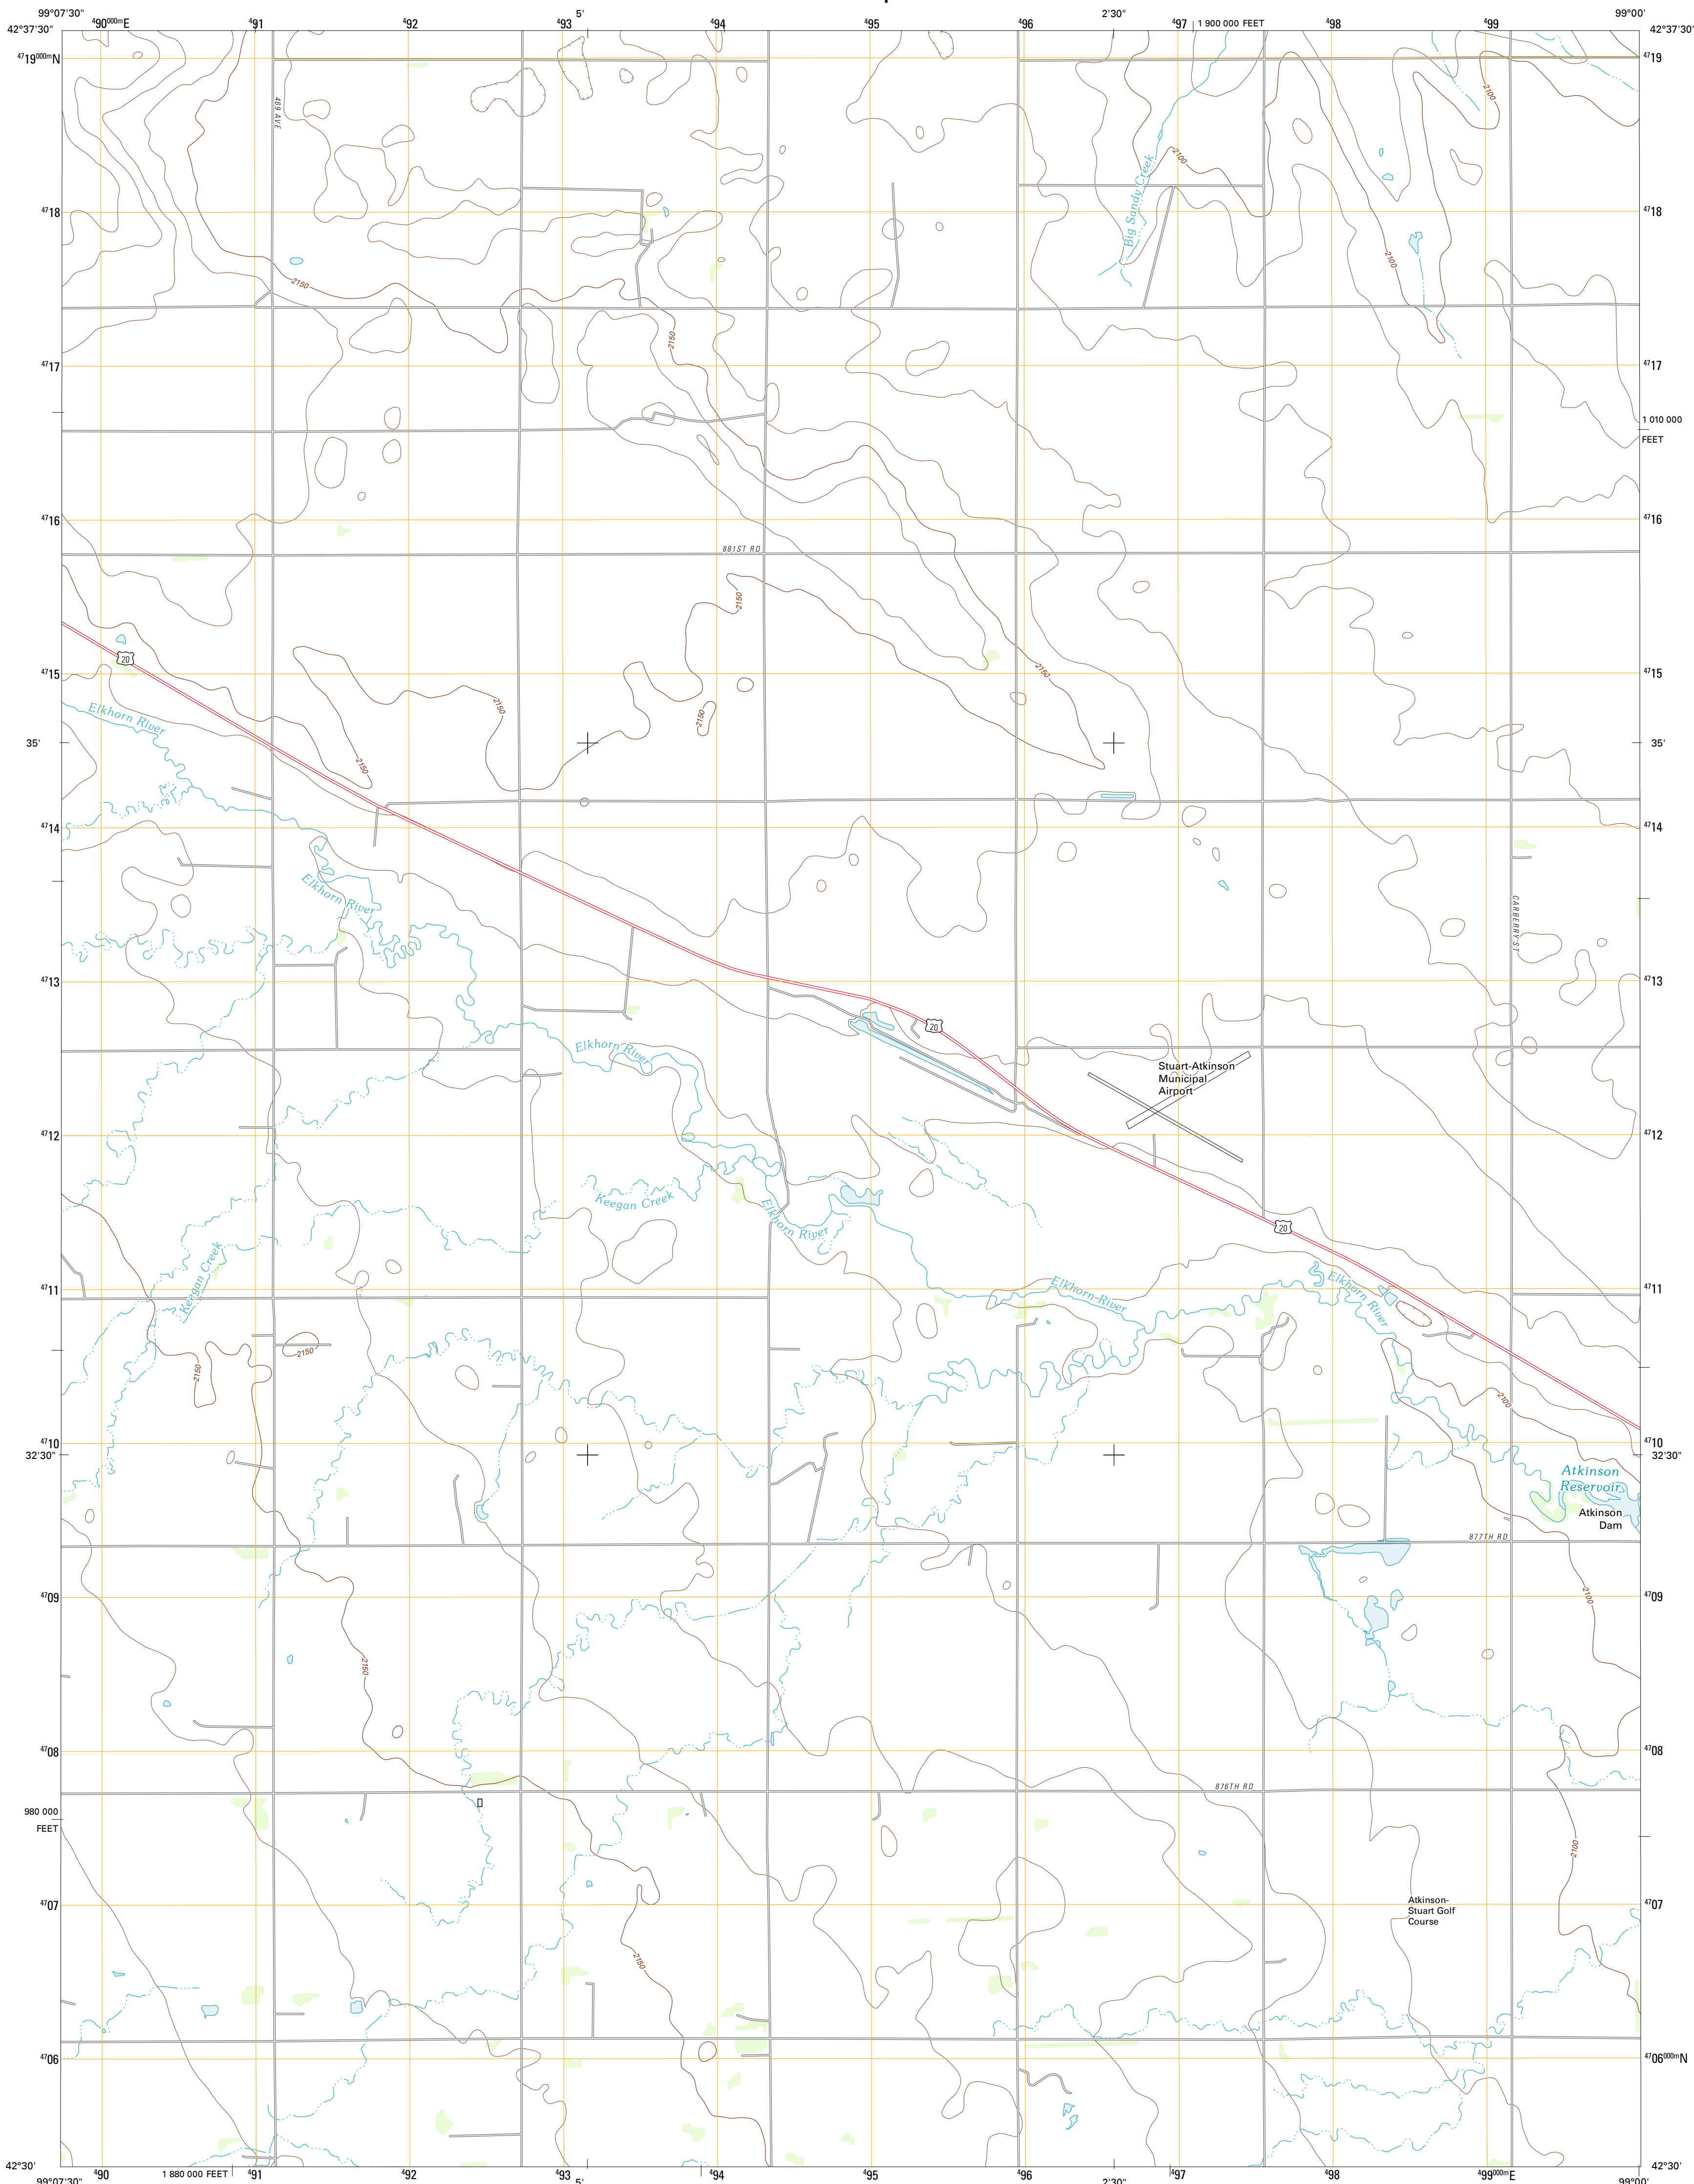 99°07'30"
490000mE
491
492
5'
493
494
495
496
2'30"
497
1 900 000 FEET
498
499
99°00'
42°37'30"
42°37'30"
4719000mN
4719
469 AVE
2100
2100
Big Sandy Creek
4718
4718
2150
2100
2150
4717
4717
1 010 000
FEET
4716
4716
881ST RD
2150
20
4715
4715
2150
Elkhorn River
2150
2150
35'
35'
2150
4714
4714
Elkhorn River
CARBERRY ST
4713
4713
20
Elkhorn River
Stuart-Atkinson
Municipal
Airport
4712
4712
Keegan Creek
Elkhorn River
20
Keegan Creek
4711
4711
Elkhorn River
Elkhorn River
2150
2150
2100
4710
4710
32'30"
32'30"
Atkinson
Reservoir
Atkinson
Dam
877TH RD
4709
4709
2100
2150
4708
4708
876TH RD
980 000
FEET
2100
4707
4707
Atkinson-
Stuart Golf
Course
2150
4706
4706000mN
42°30'
42°30'
490
1 880 000 FEET
491
492
493
494
495
496
497
498
499000mE
99°07'30"
5'
2'30"
99°00'